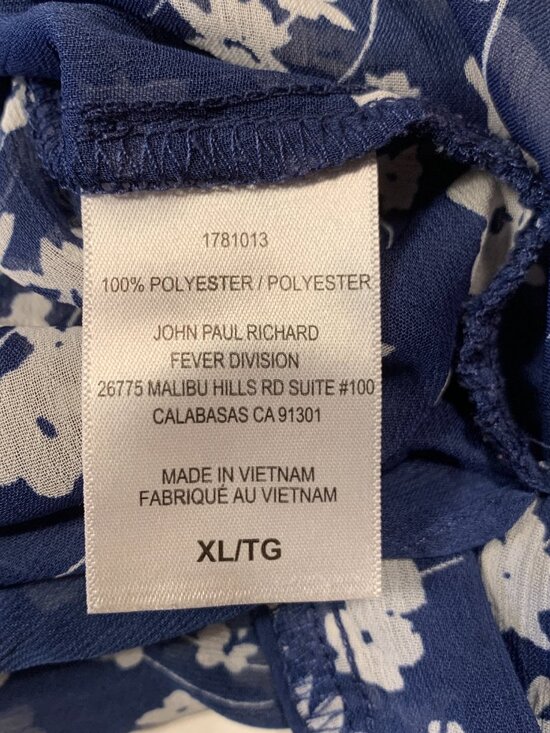 1781013
100% POLYESTER / POLYESTER
JOHN PAUL RICHARD
FEVER DIVISION
26775 MALIBU HILLS RD SUITE #100
CALABASAS CA 91301
MADE IN VIETNAM
FABRIQUÉ AU VIETNAM
XL/TG